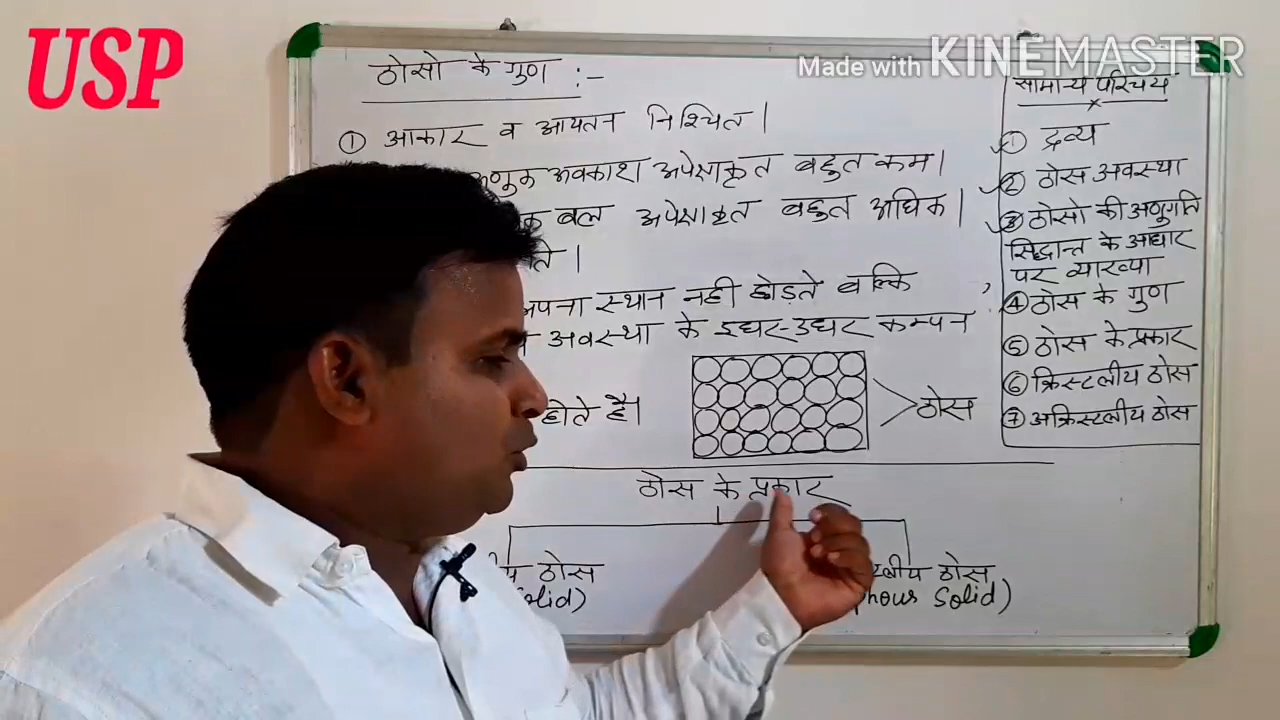 USP
Made with KINEMASTER
ठोसो के गुण :-
① आकार व आयतन निश्चित।
अवकाश अपेक्षाकृत बहुत कम।
बल अपेक्षाकृत बहुत अधिक।
अपना स्थान नही छोड़ते बल्कि
अवस्था के इधर-उधर कम्पन
होते है।
ठोस
ठोस के प्रकार
ठोस
ठोस
Solid)
सामान्य परिचय
① द्रव्य
② ठोस अवस्था
③ ठोसो की अणुगति
सिद्धान्त के आधार
पर व्याख्या
④ ठोस के गुण
⑤ ठोस के प्रकार
⑥ क्रिस्टलीय ठोस
⑦ अक्रिस्टलीय ठोस